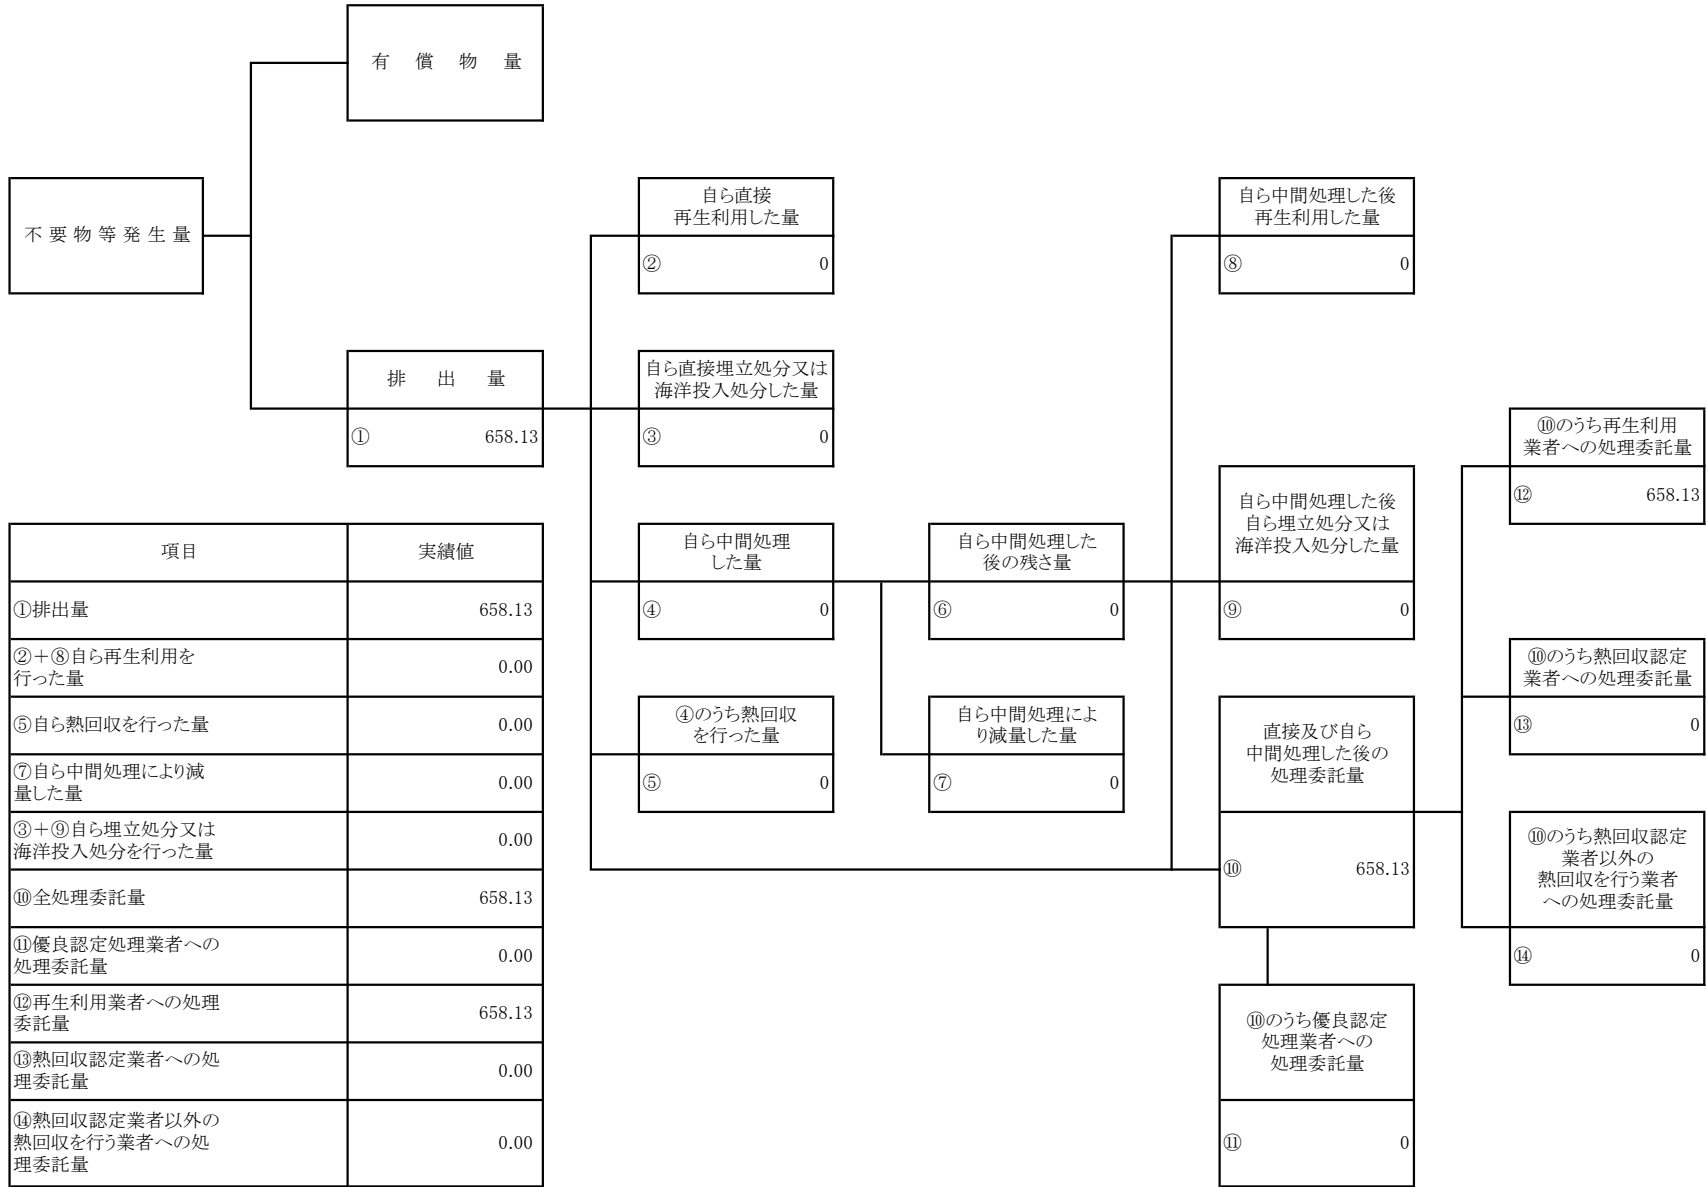 有　償　物　量
不 要 物 等 発 生 量
自ら直接
再生利用した量
②　0
自ら中間処理した後
再生利用した量
⑧　0
排　出　量
①　658.13
自ら直接埋立処分又は
海洋投入処分した量
③　0
⑩のうち再生利用
業者への処理委託量
⑫　658.13
自ら中間処理した後
自ら埋立処分又は
海洋投入処分した量
⑨　0
自ら中間処理
した量
④　0
自ら中間処理した
後の残さ量
⑥　0
⑩のうち熱回収認定
業者への処理委託量
⑬　0
④のうち熱回収
を行った量
⑤　0
自ら中間処理によ
り減量した量
⑦　0
直接及び自ら
中間処理した後の
処理委託量
⑩　658.13
⑩のうち熱回収認定
業者以外の
熱回収を行う業者
への処理委託量
⑭　0
⑩のうち優良認定
処理業者への
処理委託量
⑪　0
項目　実績値
①排出量　658.13
②＋⑧自ら再生利用を
行った量　0.00
⑤自ら熱回収を行った量　0.00
⑦自ら中間処理により減
量した量　0.00
③＋⑨自ら埋立処分又は
海洋投入処分を行った量　0.00
⑩全処理委託量　658.13
⑪優良認定処理業者への
処理委託量　0.00
⑫再生利用業者への処理
委託量　658.13
⑬熱回収認定業者への処
理委託量　0.00
⑭熱回収認定業者以外の
熱回収を行う業者への処
理委託量　0.00